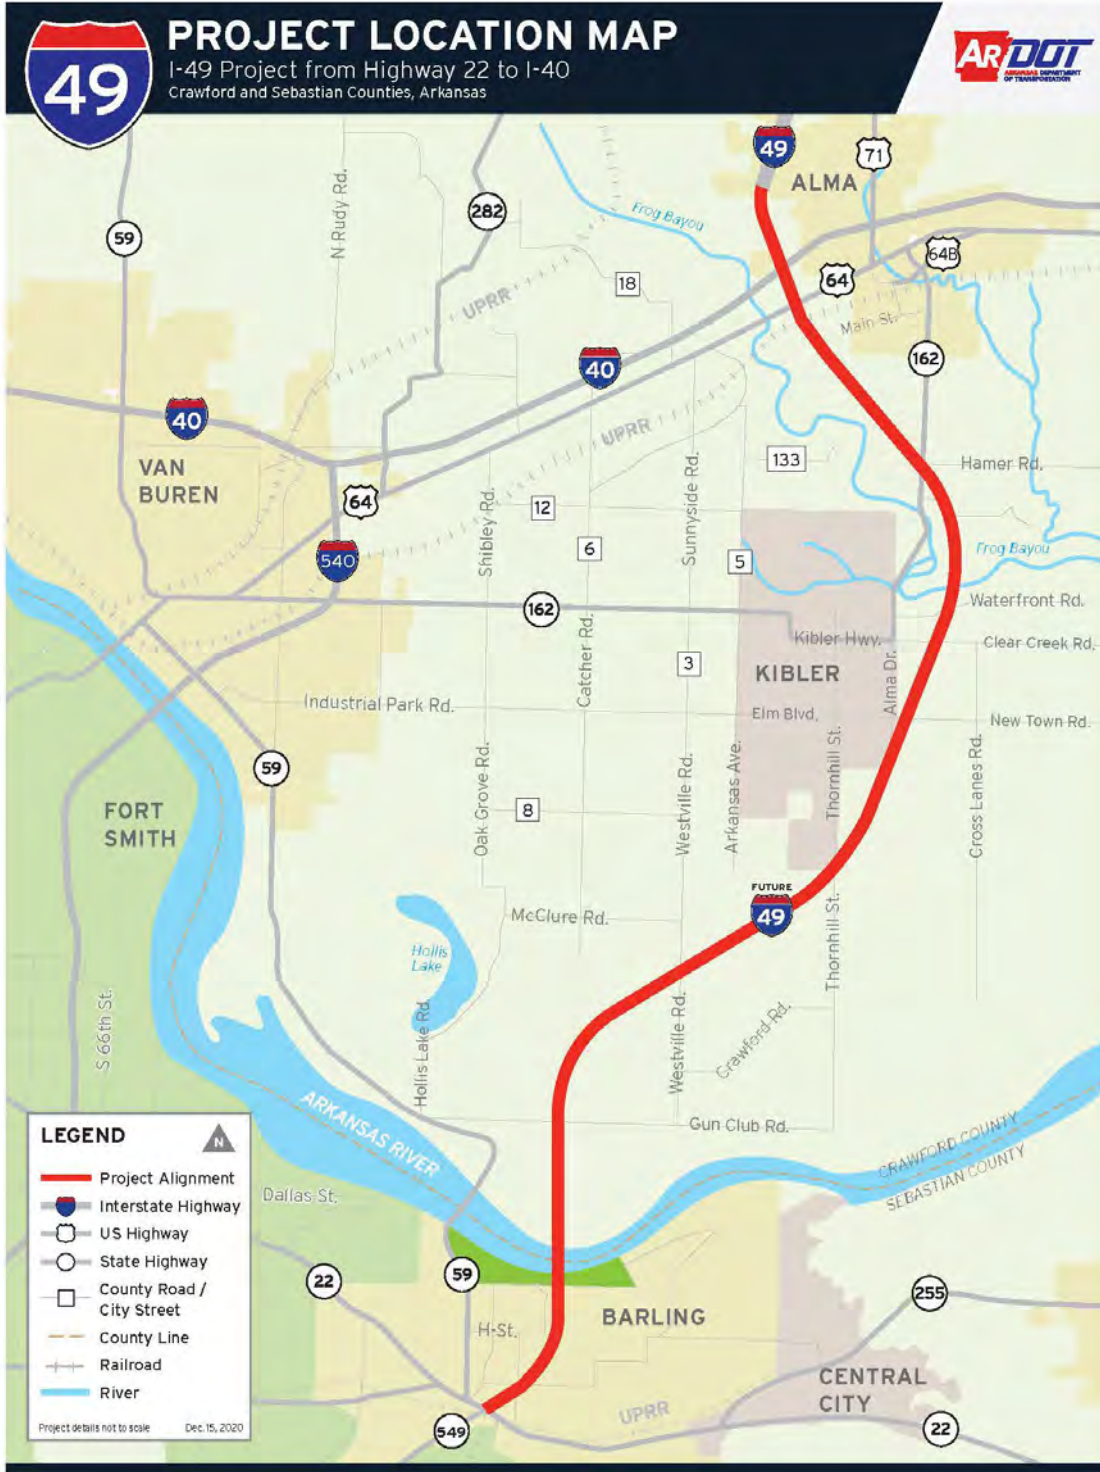 49
PROJECT LOCATION MAP
I-49 Project from Highway 22 to I-40
Crawford and Sebastian Counties, Arkansas
ARDOT
ARKANSAS DEPARTMENT
OF TRANSPORTATION
49
71
ALMA
N Rudy Rd.
282
Frog Bayou
59
64B
18
64
UPRR
Main St.
162
40
40
UPRR
133
Hamer Rd.
VAN
BUREN
64
Shibley Rd.
12
Sunnyside Rd.
540
6
5
Frog Bayou
162
Waterfront Rd.
Kibler Hwy.
Clear Creek Rd.
Catcher Rd.
3
KIBLER
Alma Dr.
Industrial Park Rd.
Elm Blvd.
New Town Rd.
59
Oak Grove Rd.
Westville Rd.
Arkansas Ave.
Thornhill St.
Cross Lanes Rd.
FORT
SMITH
8
FUTURE
49
McClure Rd.
Hollis
Lake
Thornhill St.
S 66th St.
Hollis Lake Rd.
Westville Rd.
Crawford Rd.
ARKANSAS RIVER
Gun Club Rd.
CRAWFORD COUNTY
SEBASTIAN COUNTY
Dallas St.
22
59
255
BARLING
H-St.
CENTRAL
CITY
UPRR
549
22
LEGEND
N
Project Alignment
Interstate Highway
US Highway
State Highway
County Road /
City Street
County Line
Railroad
River
Project details not to scale Dec. 15, 2020